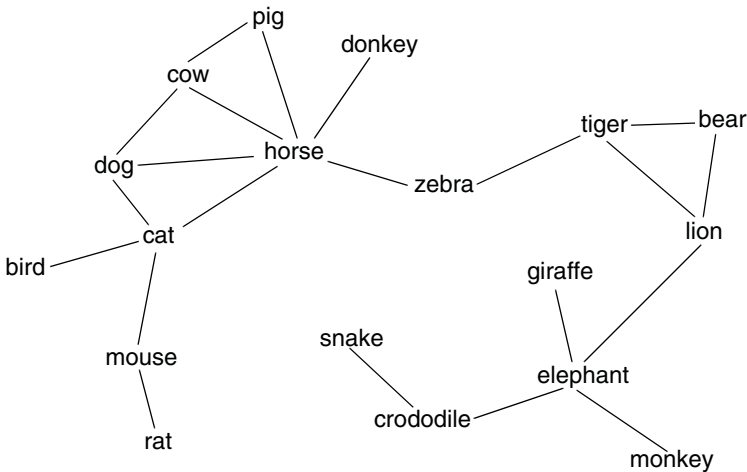 pig
donkey
cow
tiger
bear
horse
dog
zebra
cat
lion
bird
giraffe
snake
mouse
elephant
crododile
rat
monkey